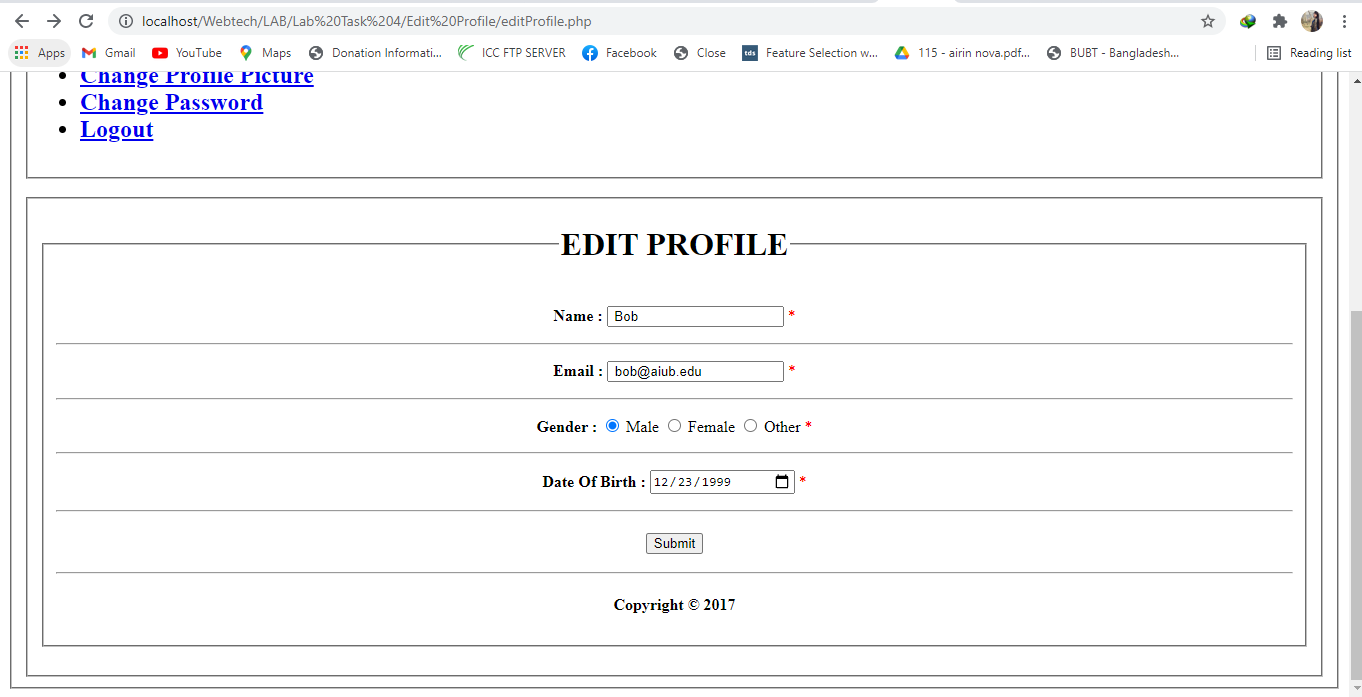 localhost/Webtech/LAB/Lab%20Task%204/Edit%20Profile/editProfile.php
Apps Gmail YouTube Maps Donation Informati... ICC FTP SERVER Facebook Close tds Feature Selection w... 115 - airin nova.pdf... BUBT - Bangladesh... Reading list
Change Profile Picture
Change Password
Logout
EDIT PROFILE
Name : Bob *
Email : bob@aiub.edu *
Gender : Male Female Other *
Date Of Birth : 12/23/1999 *
Submit
Copyright © 2017